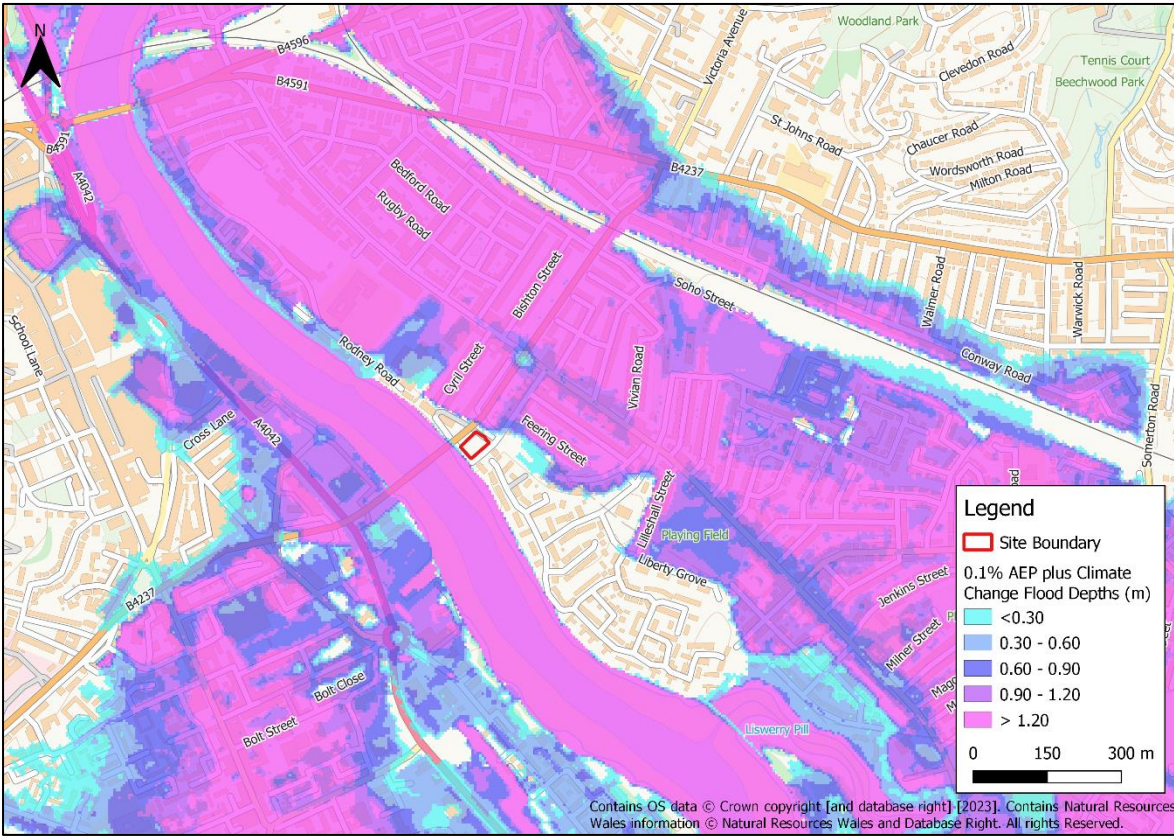 N
B4596
B4591
Victoria Avenue
Woodland Park
Clevedon Road
Tennis Court
Beechwood Park
St Johns Road
Chaucer Road
Wordsworth Road
Milton Road
B4237
B4591
A4042
Bedford Road
Rugby Road
Bishton Street
Soho Street
Walmer Road
Warwick Road
School Lane
Rodney Road
Cyril Street
Vivian Road
Conway Road
Somerton Road
Cross Lane
A4042
Feering Street
Lilleshall Street
Playing Field
Liberty Grove
B4237
Jenkins Street
Milner Street
Bolt Close
Bolt Street
Liswerry Pill
Legend
Site Boundary
0.1% AEP plus Climate
Change Flood Depths (m)
<0.30
0.30 - 0.60
0.60 - 0.90
0.90 - 1.20
> 1.20
0 150 300 m
Contains OS data © Crown copyright [and database right] [2023]. Contains Natural Resources
Wales information © Natural Resources Wales and Database Right. All rights Reserved.